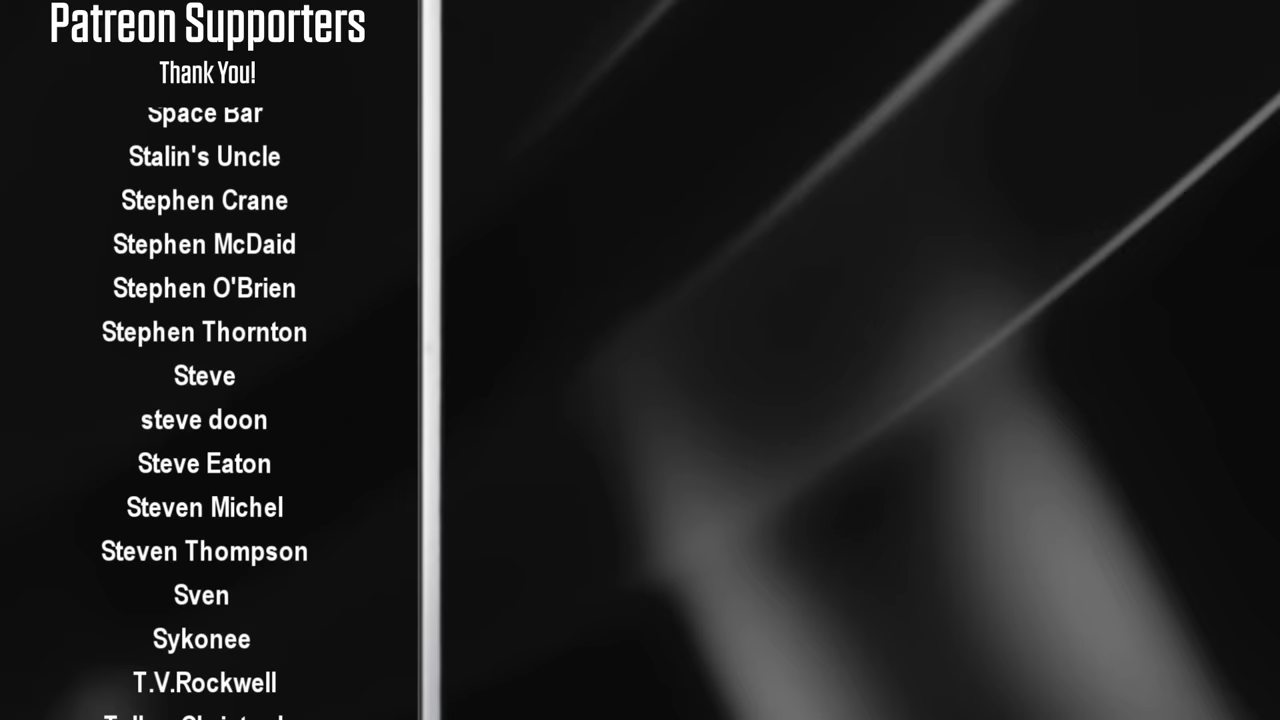 Patreon Supporters
Thank You!
Space Bar
Stalin's Uncle
Stephen Crane
Stephen McDaid
Stephen O'Brien
Stephen Thornton
Steve
steve doon
Steve Eaton
Steven Michel
Steven Thompson
Sven
Sykonee
T.V.Rockwell